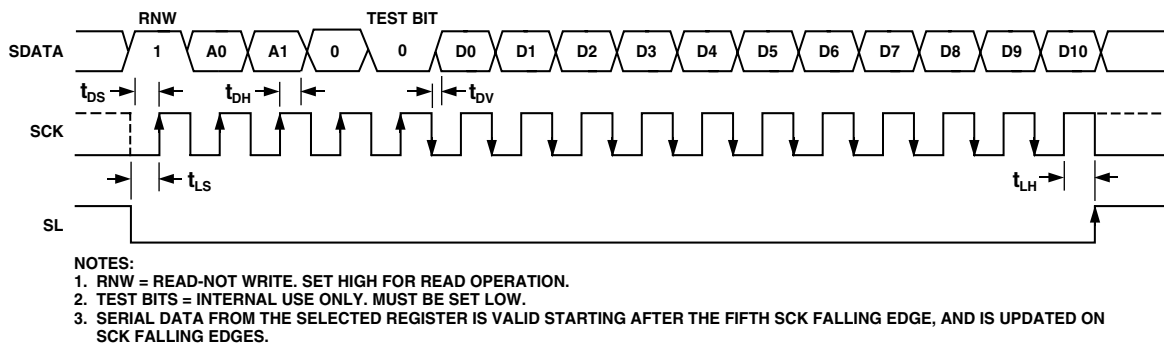 RNW TEST BIT
SDATA 1 A0 A1 0 0 D0 D1 D2 D3 D4 D5 D6 D7 D8 D9 D10
tDS tDH tDV
SCK
tLS tLH
SL
NOTES:
1. RNW = READ-NOT WRITE. SET HIGH FOR READ OPERATION.
2. TEST BITS = INTERNAL USE ONLY. MUST BE SET LOW.
3. SERIAL DATA FROM THE SELECTED REGISTER IS VALID STARTING AFTER THE FIFTH SCK FALLING EDGE, AND IS UPDATED ON
SCK FALLING EDGES.